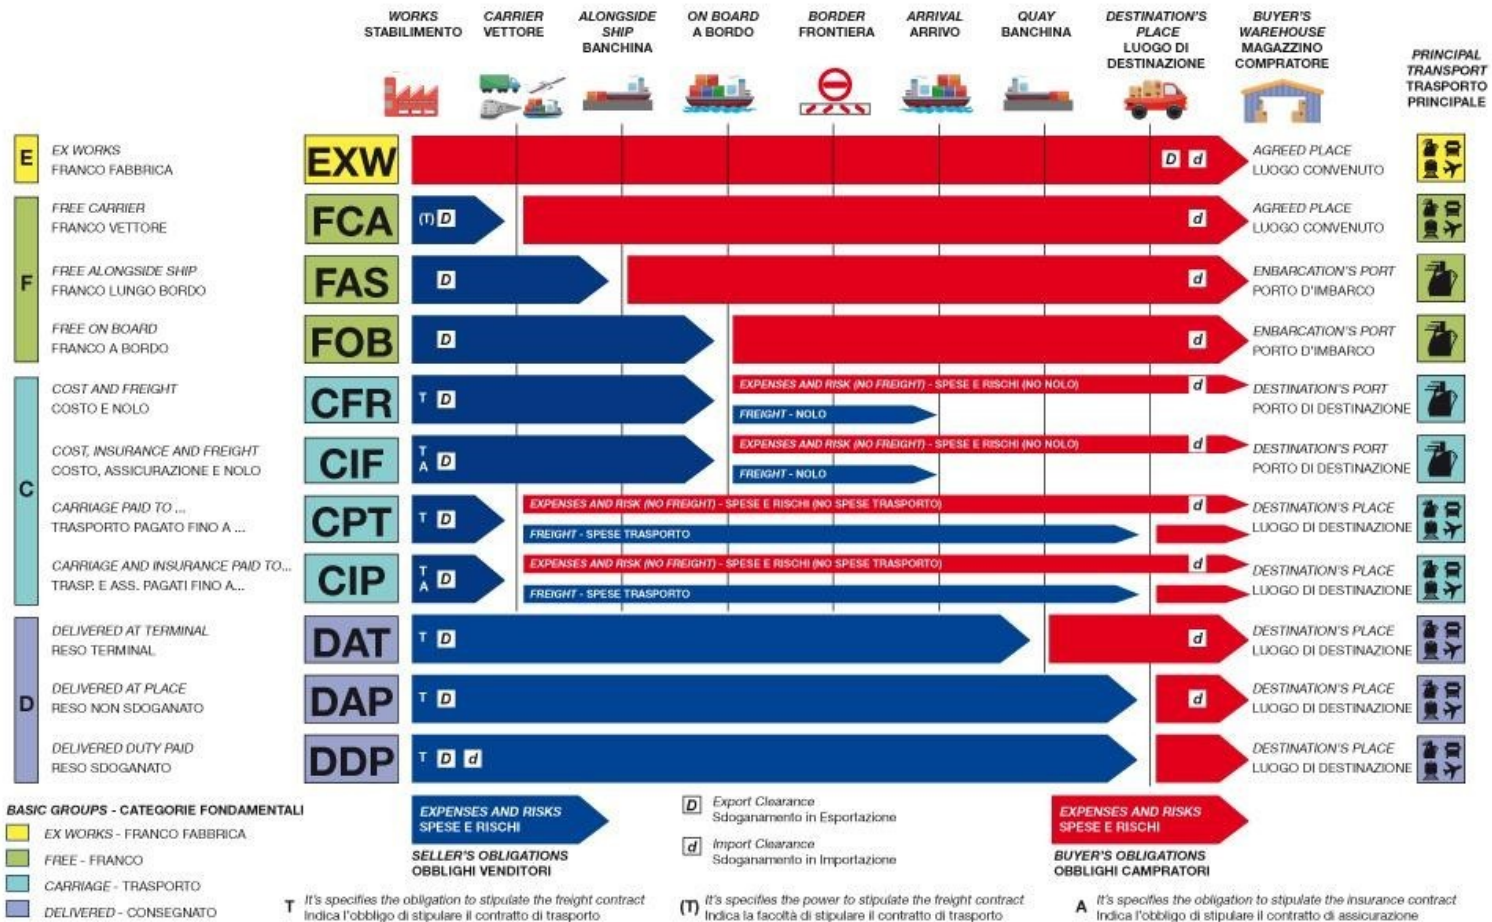 WORKS
STABILIMENTO
CARRIER
VETTORE
ALONGSIDE
SHIP
BANCHINA
ON BOARD
A BORDO
BORDER
FRONTIERA
ARRIVAL
ARRIVO
QUAY
BANCHINA
DESTINATION'S
PLACE
LUOGO DI
DESTINAZIONE
BUYER'S
WAREHOUSE
MAGAZZINO
COMPRATORE
PRINCIPAL
TRANSPORT
TRASPORTO
PRINCIPALE
E
EX WORKS
FRANCO FABBRICA
EXW
D d
AGREED PLACE
LUOGO CONVENUTO
F
FREE CARRIER
FRANCO VETTORE
FCA
(T) D
d
AGREED PLACE
LUOGO CONVENUTO
FREE ALONGSIDE SHIP
FRANCO LUNGO BORDO
FAS
D
d
ENBARCATION'S PORT
PORTO D'IMBARCO
FREE ON BOARD
FRANCO A BORDO
FOB
D
d
ENBARCATION'S PORT
PORTO D'IMBARCO
C
COST AND FREIGHT
COSTO E NOLO
CFR
T D
EXPENSES AND RISK (NO FREIGHT) - SPESE E RISCHI (NO NOLO)
d
FREIGHT - NOLO
DESTINATION'S PORT
PORTO DI DESTINAZIONE
COST, INSURANCE AND FREIGHT
COSTO, ASSICURAZIONE E NOLO
CIF
T
A D
EXPENSES AND RISK (NO FREIGHT) - SPESE E RISCHI (NO NOLO)
d
FREIGHT - NOLO
DESTINATION'S PORT
PORTO DI DESTINAZIONE
CARRIAGE PAID TO ...
TRASPORTO PAGATO FINO A ...
CPT
T D
EXPENSES AND RISK (NO FREIGHT) - SPESE E RISCHI (NO SPESE TRASPORTO)
d
FREIGHT - SPESE TRASPORTO
DESTINATION'S PLACE
LUOGO DI DESTINAZIONE
CARRIAGE AND INSURANCE PAID TO...
TRASP. E ASS. PAGATI FINO A...
CIP
T
A D
EXPENSES AND RISK (NO FREIGHT) - SPESE E RISCHI (NO SPESE TRASPORTO)
d
FREIGHT - SPESE TRASPORTO
DESTINATION'S PLACE
LUOGO DI DESTINAZIONE
D
DELIVERED AT TERMINAL
RESO TERMINAL
DAT
T D
d
DESTINATION'S PLACE
LUOGO DI DESTINAZIONE
DELIVERED AT PLACE
RESO NON SDOGANATO
DAP
T D
d
DESTINATION'S PLACE
LUOGO DI DESTINAZIONE
DELIVERED DUTY PAID
RESO SDOGANATO
DDP
T D d
DESTINATION'S PLACE
LUOGO DI DESTINAZIONE
BASIC GROUPS - CATEGORIE FONDAMENTALI
EX WORKS - FRANCO FABBRICA
FREE - FRANCO
CARRIAGE - TRASPORTO
DELIVERED - CONSEGNATO
EXPENSES AND RISKS
SPESE E RISCHI
SELLER'S OBLIGATIONS
OBBLIGHI VENDITORI
D Export Clearance
Sdoganamento in Esportazione
d Import Clearance
Sdoganamento in Importazione
EXPENSES AND RISKS
SPESE E RISCHI
BUYER'S OBLIGATIONS
OBBLIGHI CAMPRATORI
T It's specifies the obligation to stipulate the freight contract
Indica l'obbligo di stipulare il contratto di trasporto
(T) It's specifies the power to stipulate the freight contract
Indica la facoltà di stipulare il contratto di trasporto
A It's specifies the obligation to stipulate the insurance contract
Indica l'obbligo di stipulare il contratto di assicurazione